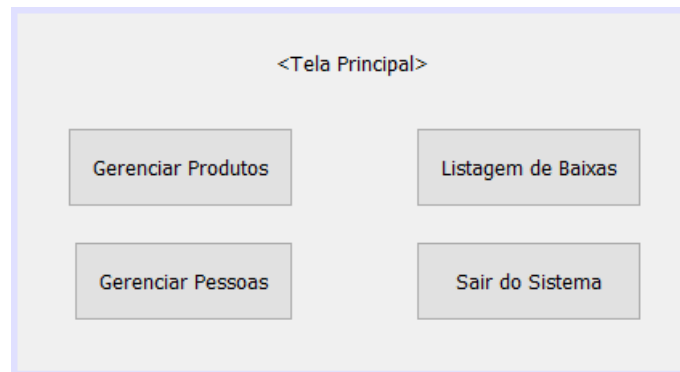 <Tela Principal>
Gerenciar Produtos
Listagem de Baixas
Gerenciar Pessoas
Sair do Sistema